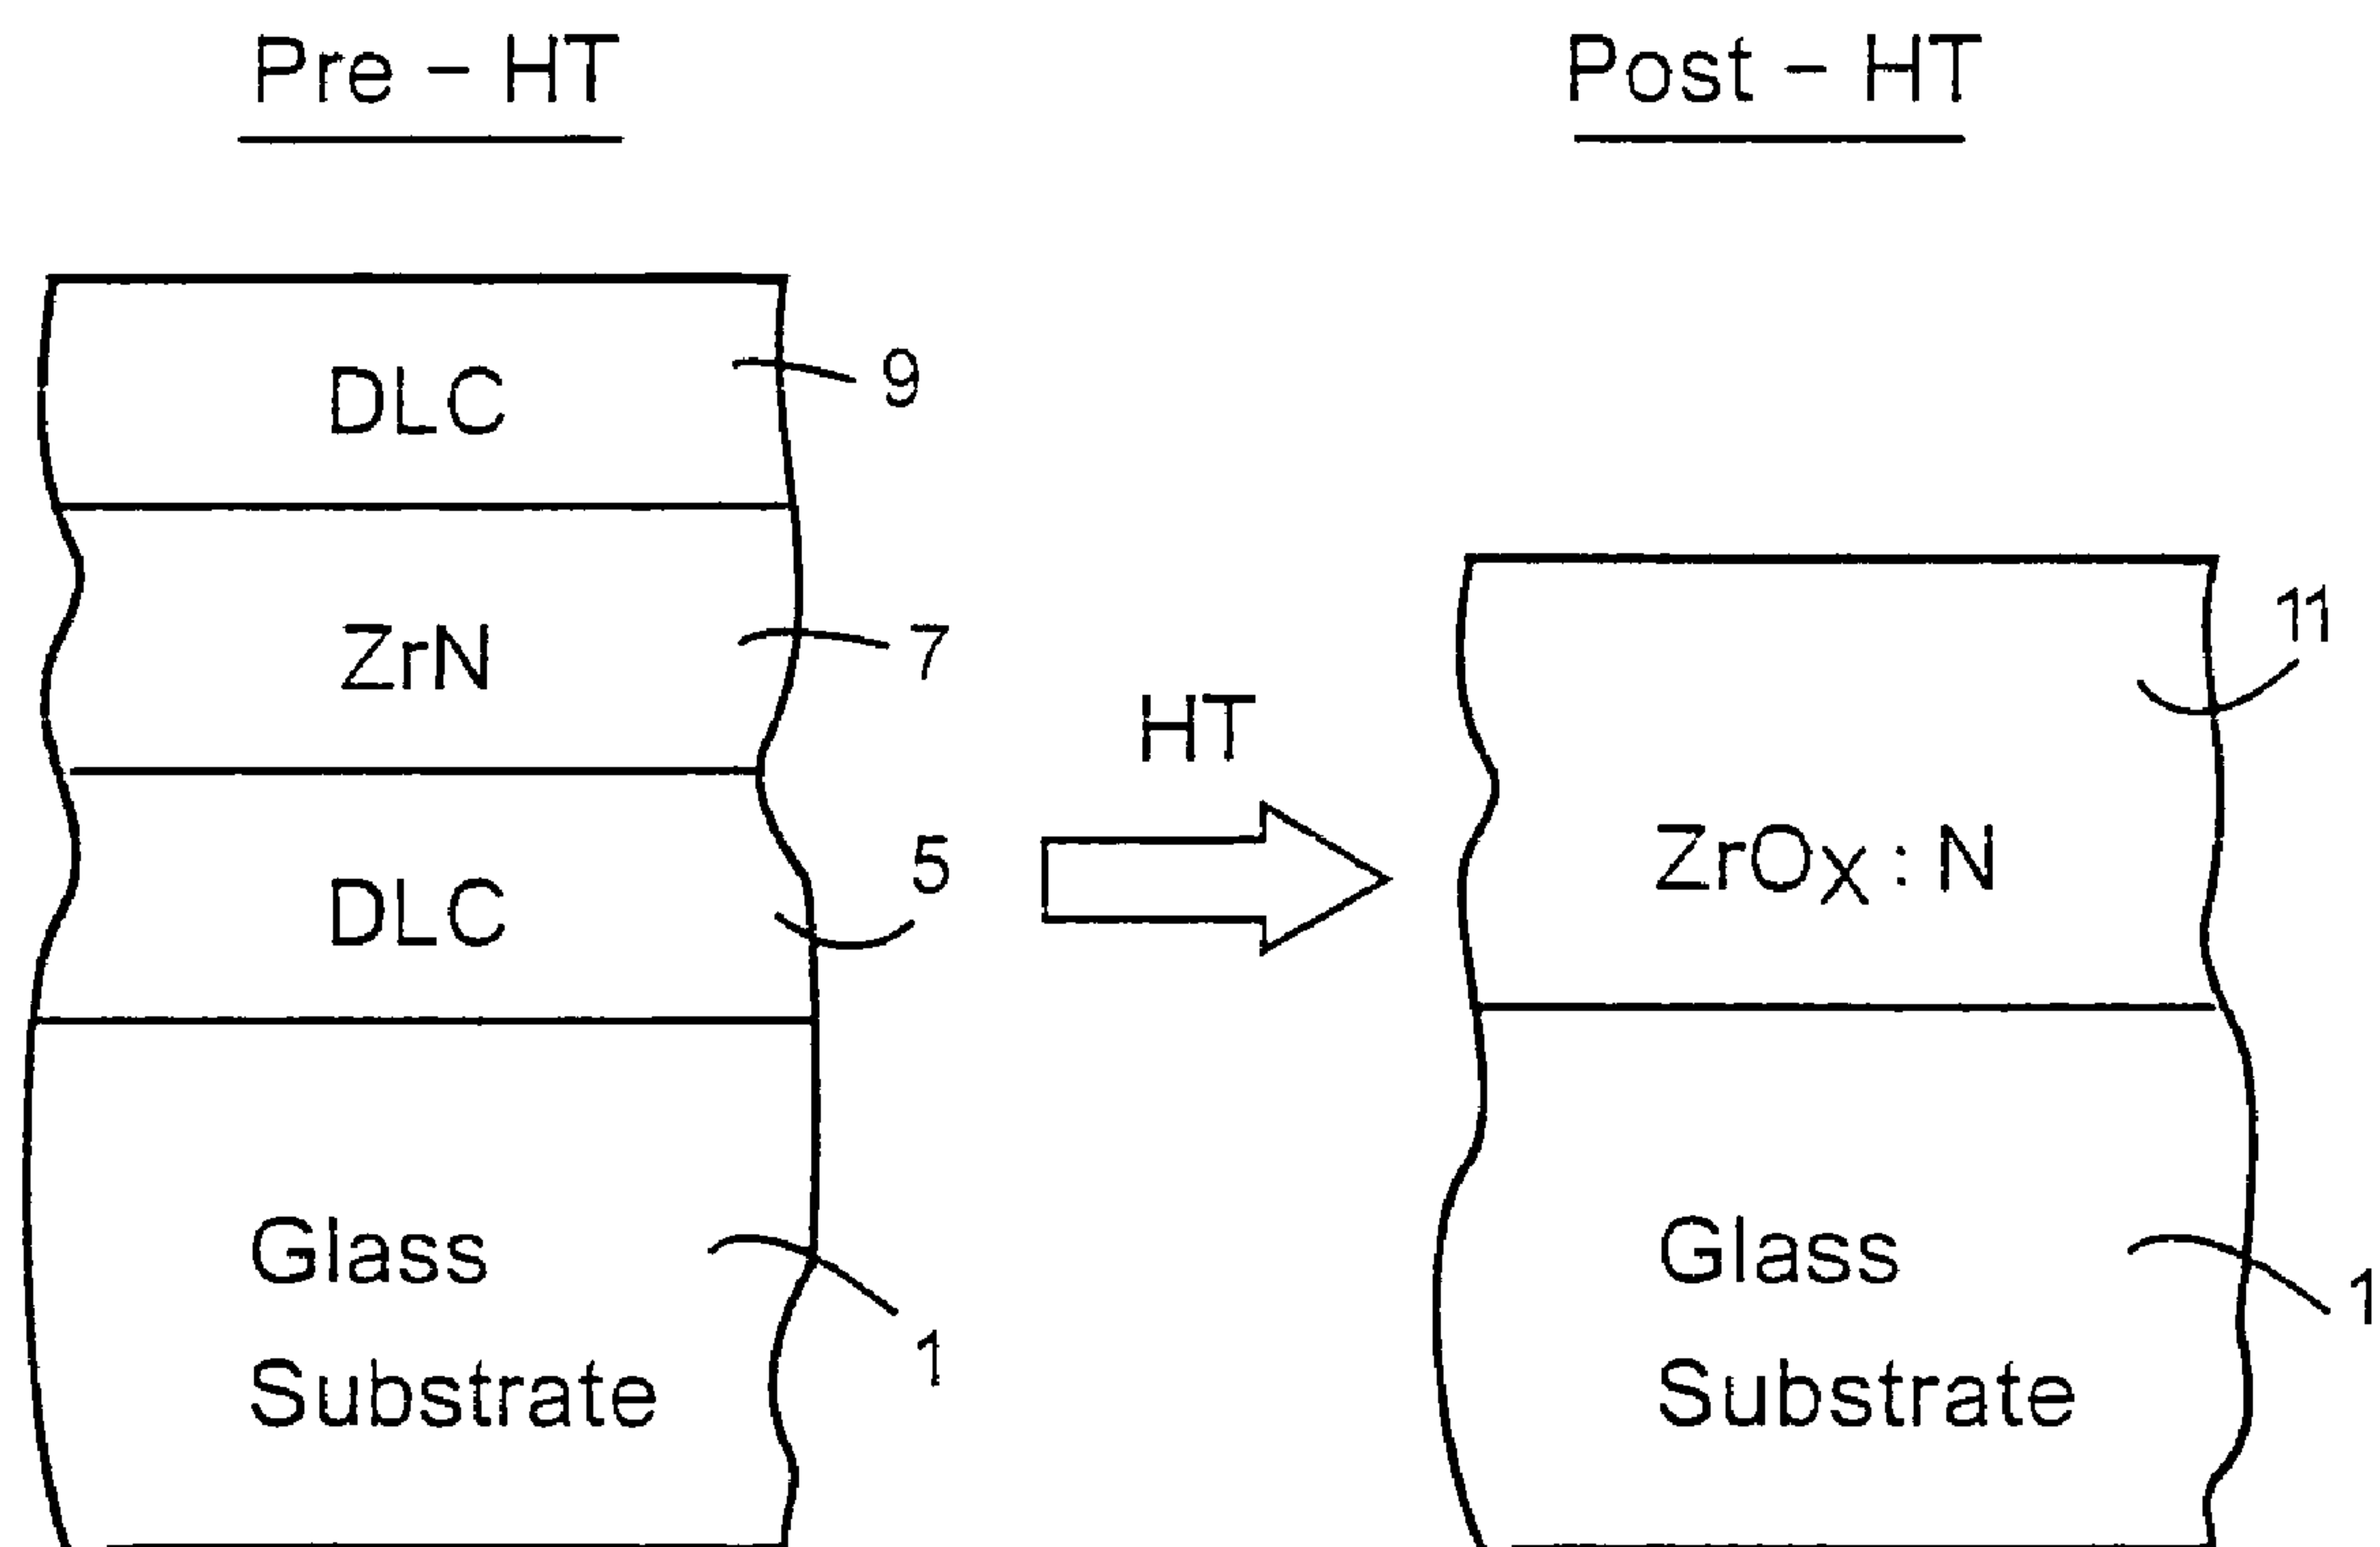 Pre - HT
DLC
9
ZrN
7
DLC
5
Glass
Substrate
1
HT
Post - HT
11
ZrOx : N
Glass
Substrate
1